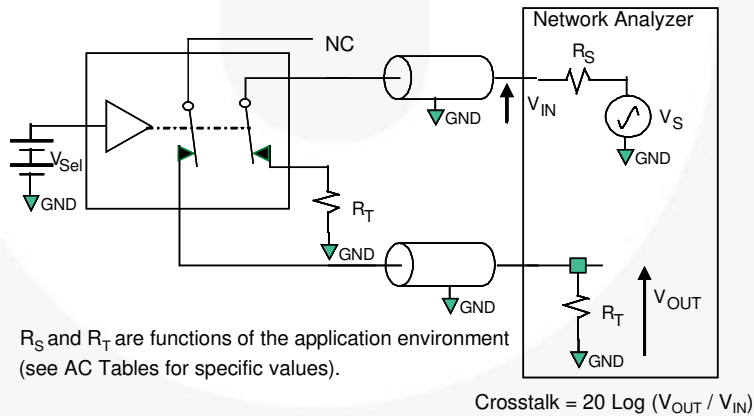 Network Analyzer
NC
R_S
V_IN
V_S
GND
GND
V_Sel
GND
R_T
GND
GND
R_T
V_OUT
GND
R_S and R_T are functions of the application environment
(see AC Tables for specific values).
Crosstalk = 20 Log (V_OUT / V_IN)